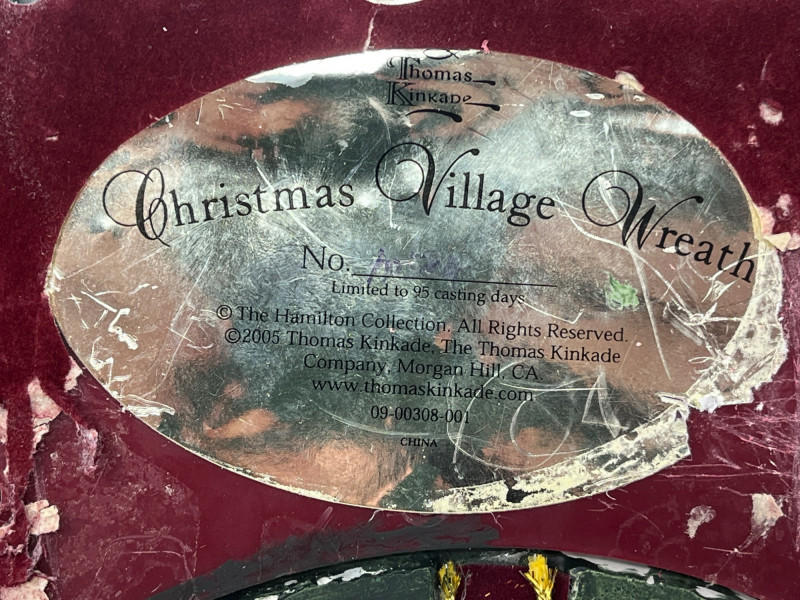 Thomas
Kinkade
Christmas Village Wreath
No.
Limited to 95 casting days
© The Hamilton Collection. All Rights Reserved.
©2005 Thomas Kinkade, The Thomas Kinkade
Company, Morgan Hill, CA.
www.thomaskinkade.com
09-00308-001
CHINA